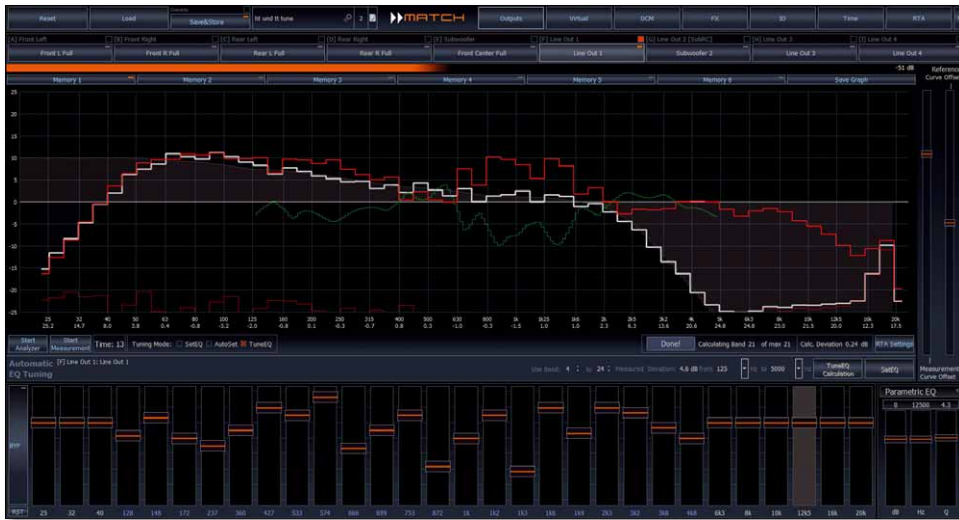 Reset Load Save&Store ht und tt tune 2 MATCH Outputs Virtual DCM FX IO Time RTA
[A] Front Left [B] Front Right [C] Rear Left [D] Rear Right [E] Subwoofer [F] Line Out 1 [G] Line Out 2 [SubRC] [H] Line Out 3 [I] Line Out 4
Front L Full Front R Full Rear L Full Rear R Full Front Center Full Line Out 1 Subwoofer 2 Line Out 3 Line Out 4
-51 dB Reference
Curve Offset
Memory 1 Memory 2 Memory 3 Memory 4 Memory 5 Memory 6 Save Graph
25
20
15
10
5
0
-5
-10
-15
-20
-25
25 32 40 50 63 80 100 125 160 200 250 315 400 500 630 800 1k 1k25 1k6 2k 2k5 3k15 4k 5k 6k3 8k 10k 12k5 16k 20k
25.2 14.7 8.0 3.8 0.4 -0.8 -3.2 -2.0 -0.8 0.1 -0.3 -0.7 0.8 0.3 -1.0 -0.3 1.5 1.0 1.0 2.3 6.3 13.6 20.6 24.8 24.8 23.5 20.0 12.3 17.5
Start Analyzer Start Measurement Time: 13 Tuning Mode: SetEQ AutoSet TuneEQ Done! Calculating Band 21 of max 21 Calc. Deviation 0.24 dB RTA Settings
Automatic EQ Tuning [F] Line Out 1: Line Out 1 Use Band: 4 to 24 Measured Deviation: 4.6 dB from 125 Hz to 5000 Hz TuneEQ Calculation SetEQ
Measurement
Curve Offset
Parametric EQ
0 12500 4.3
BYP
RST 25 32 40 128 148 172 237 360 427 533 574 666 699 753 872 1k 1k2 1k3 1k6 1k9 2k3 3k2 3k8 4k8 6k3 8k 10k 12k5 16k 20k dB Hz Q